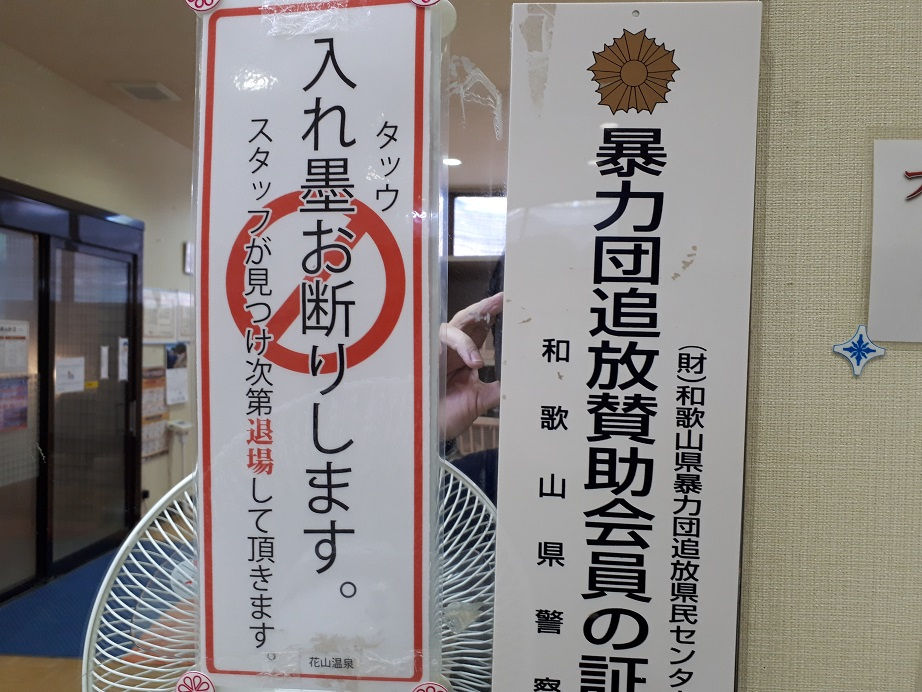 タッウ
入れ墨お断りします。
スタッフが見つけ次第退場して頂きます。
花山温泉
(財)和歌山県暴力団追放県民センタ
暴力団追放賛助会員の証
和歌山県警察